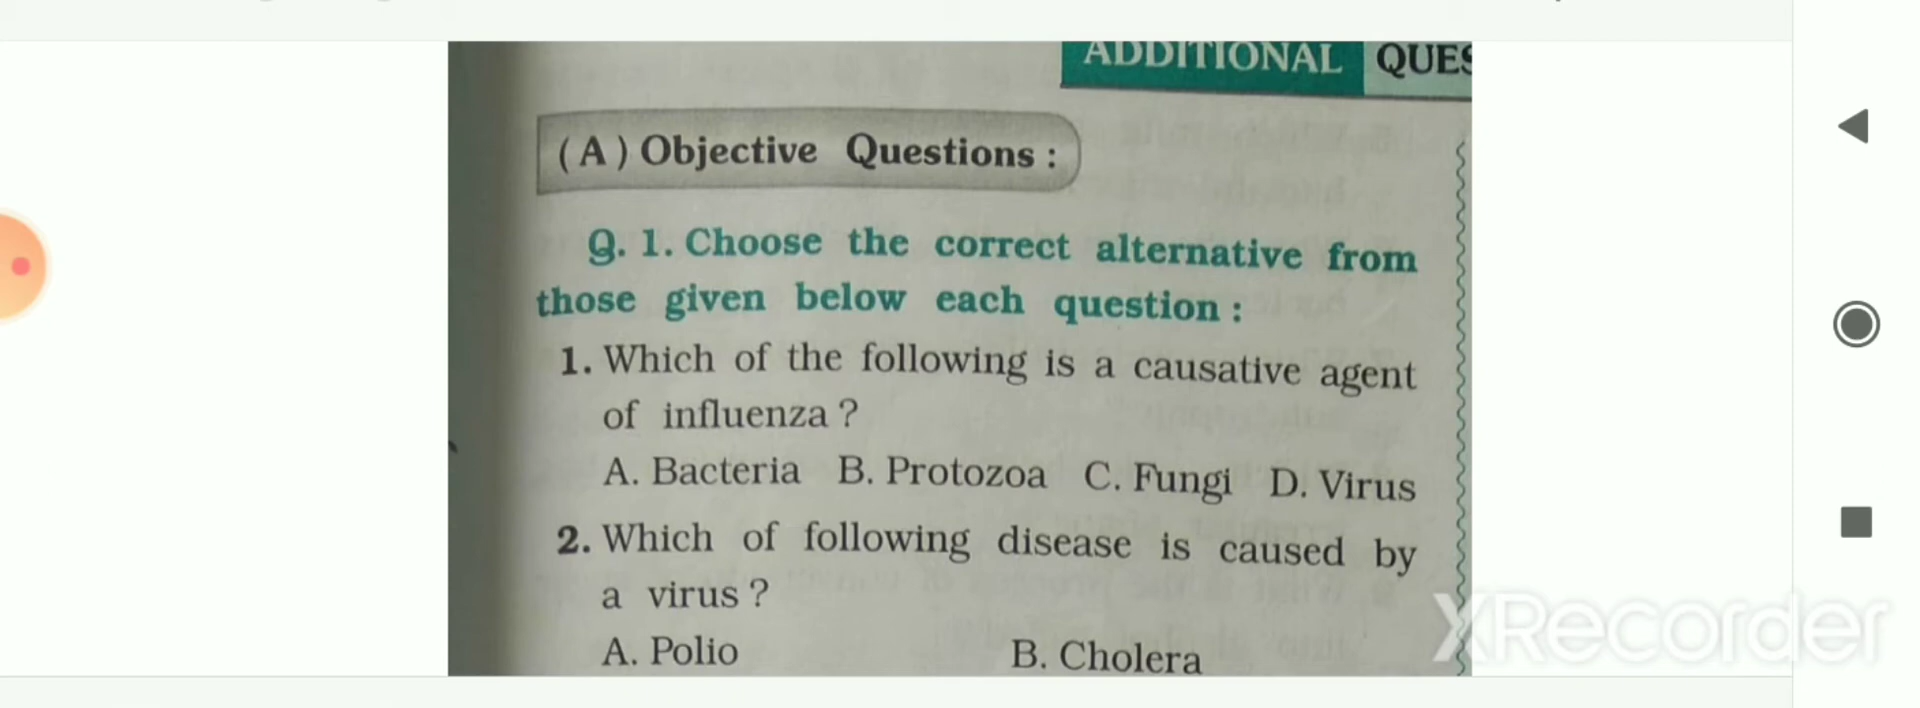 ADDITIONAL QUES
(A) Objective Questions :
Q. 1. Choose the correct alternative from
those given below each question :
1. Which of the following is a causative agent
of influenza ?
A. Bacteria B. Protozoa C. Fungi D. Virus
2. Which of following disease is caused by
a virus ?
A. Polio B. Cholera
XRecorder